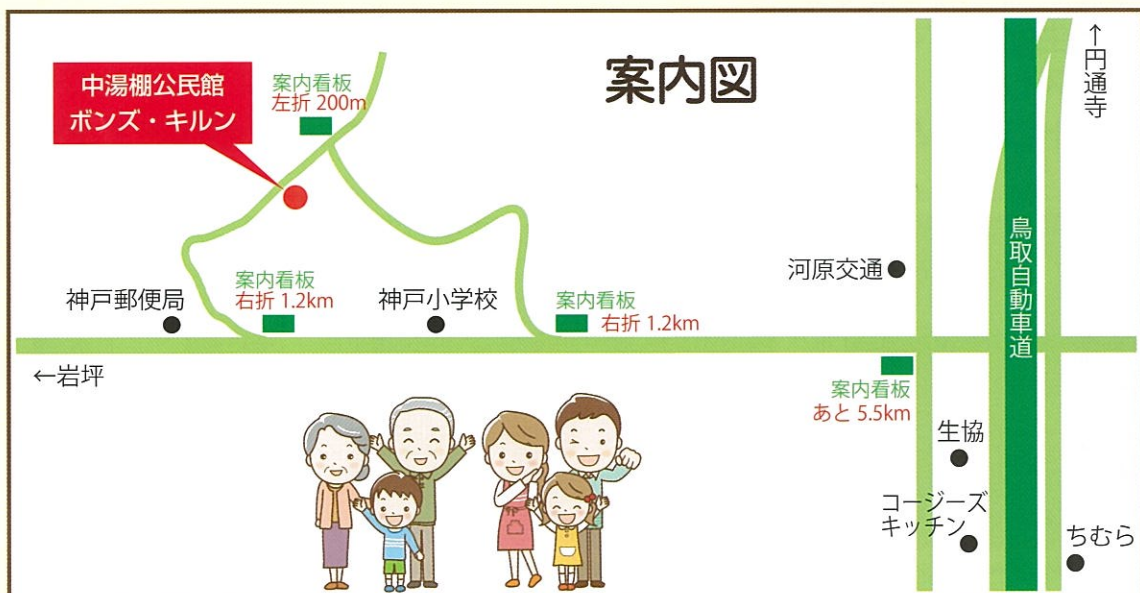 案内図
中湯棚公民館
ボンズ・キルン
案内看板
左折 200m
↑円通寺
鳥取自動車道
河原交通
神戸郵便局
案内看板
右折 1.2km
神戸小学校
案内看板
右折 1.2km
←岩坪
案内看板
あと 5.5km
生協
コージーズ
キッチン
ちむら